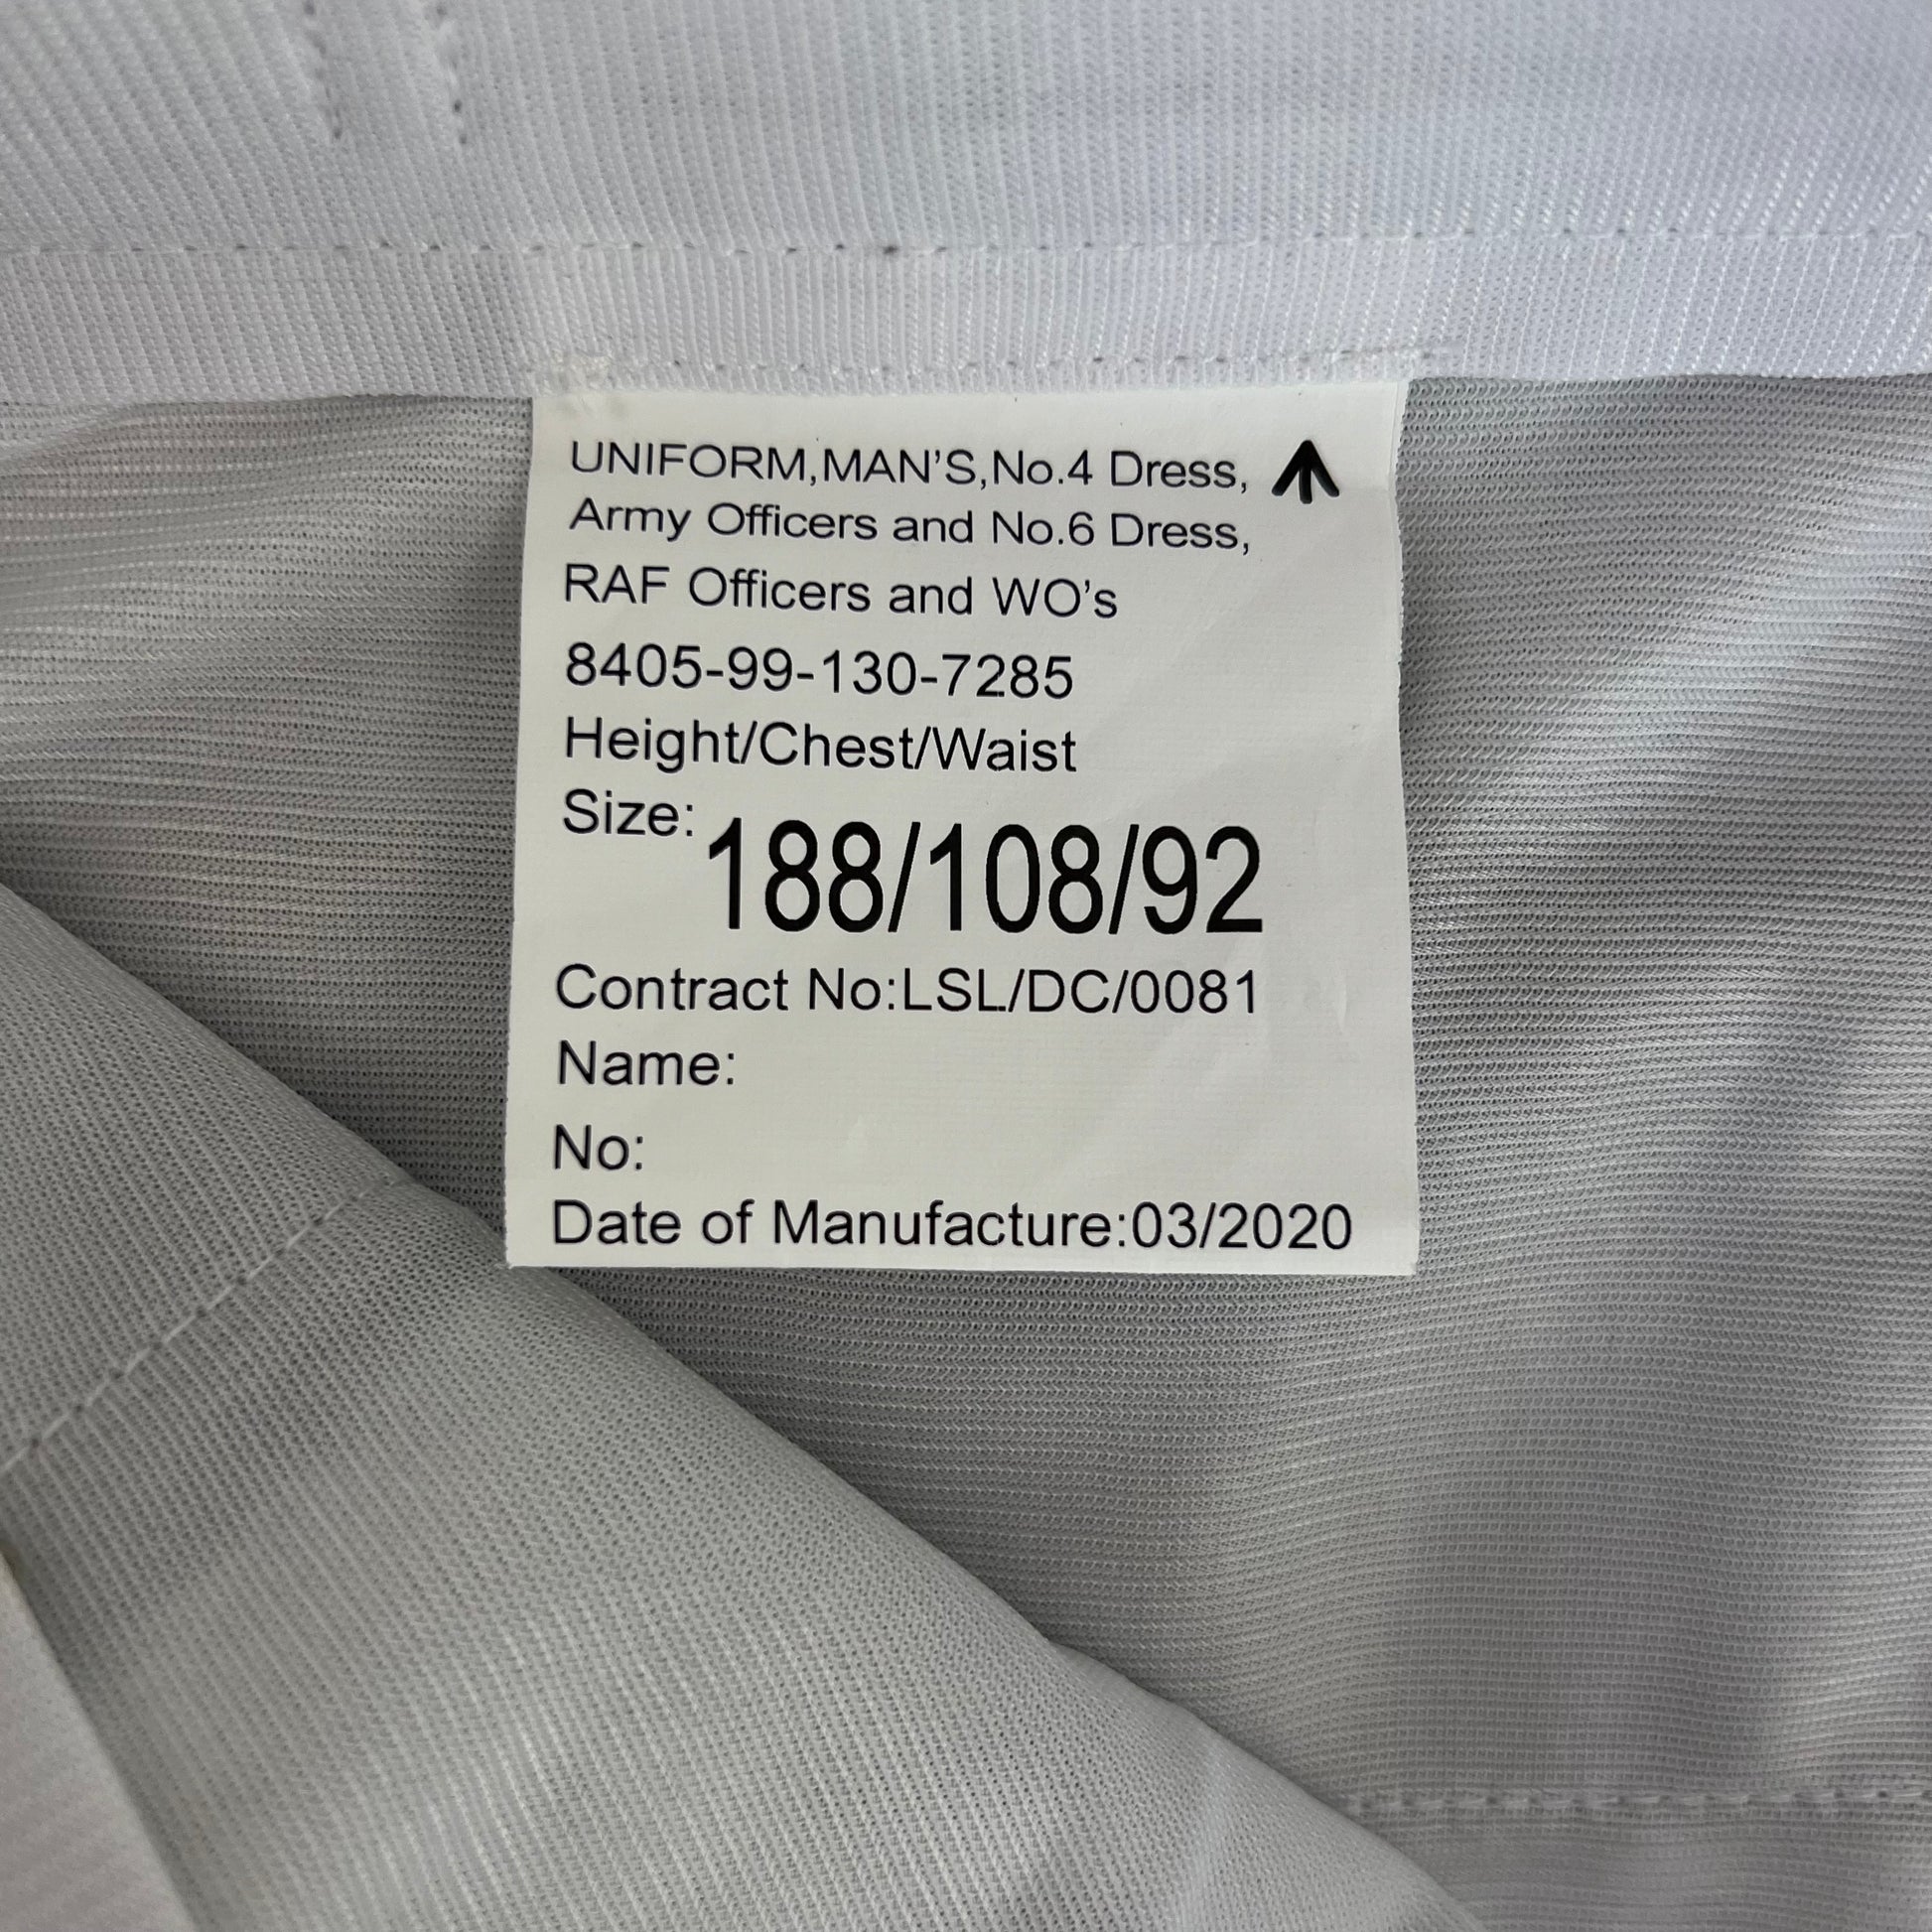 UNIFORM,MAN'S,No.4 Dress,
Army Officers and No.6 Dress,
RAF Officers and WO's
8405-99-130-7285
Height/Chest/Waist
Size: 188/108/92
Contract No:LSL/DC/0081
Name:
No:
Date of Manufacture:03/2020